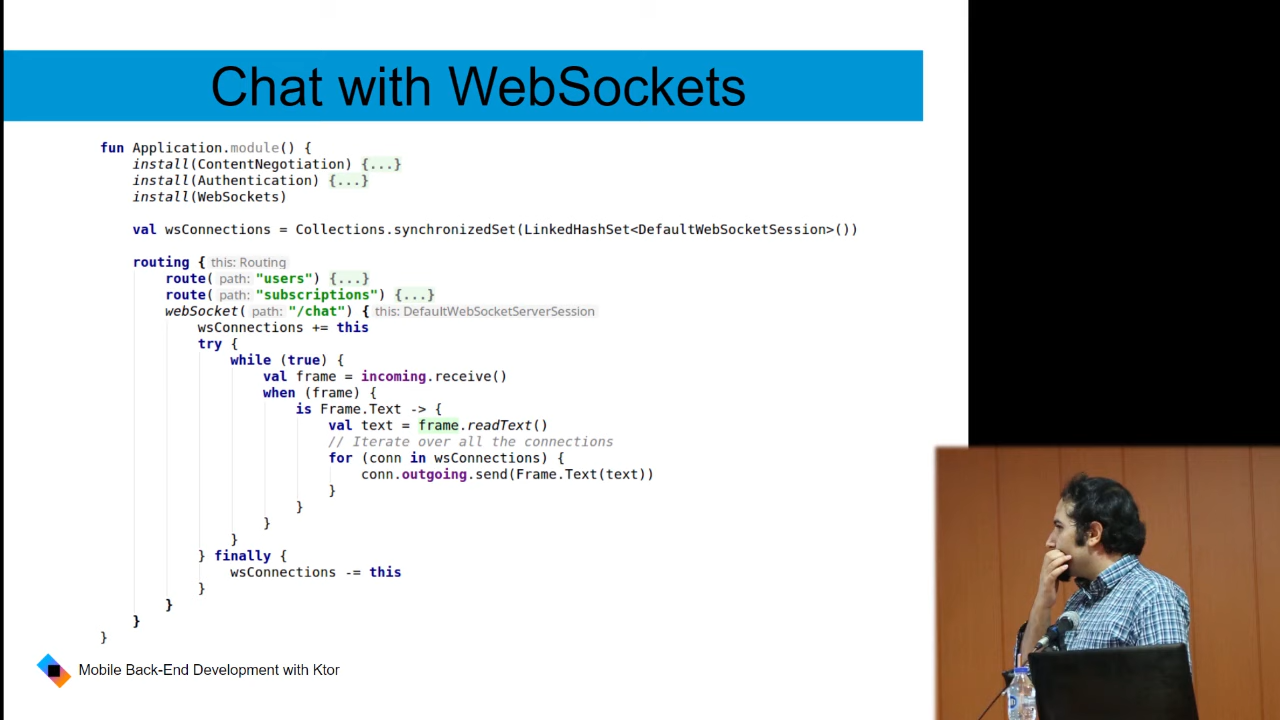 Chat with WebSockets
fun Application.module() {
install(ContentNegotiation) {...}
install(Authentication) {...}
install(WebSockets)
val wsConnections = Collections.synchronizedSet(LinkedHashSet<DefaultWebSocketSession>())
routing { this: Routing
route( path: "users") {...}
route( path: "subscriptions") {...}
webSocket( path: "/chat") { this: DefaultWebSocketServerSession
wsConnections += this
try {
while (true) {
val frame = incoming.receive()
when (frame) {
is Frame.Text -> {
val text = frame.readText()
// Iterate over all the connections
for (conn in wsConnections) {
conn.outgoing.send(Frame.Text(text))
}
}
}
}
} finally {
wsConnections -= this
}
}
}
}
Mobile Back-End Development with Ktor